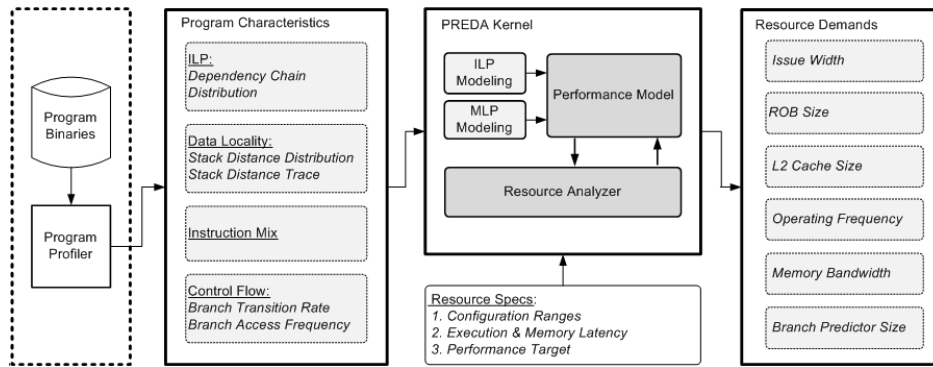 Program
Binaries
Program
Profiler
Program Characteristics
ILP:
Dependency Chain
Distribution
Data Locality:
Stack Distance Distribution
Stack Distance Trace
Instruction Mix
Control Flow:
Branch Transition Rate
Branch Access Frequency
PREDA Kernel
ILP
Modeling
MLP
Modeling
Performance Model
Resource Analyzer
Resource Specs:
1. Configuration Ranges
2. Execution & Memory Latency
3. Performance Target
Resource Demands
Issue Width
ROB Size
L2 Cache Size
Operating Frequency
Memory Bandwidth
Branch Predictor Size